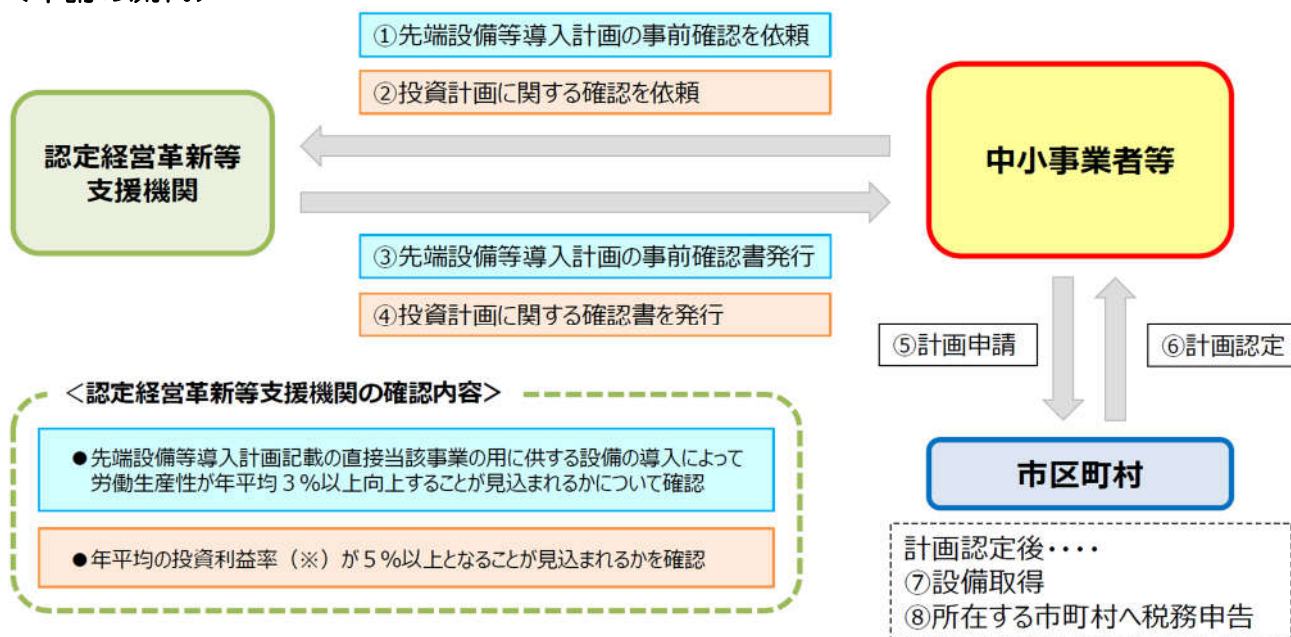 ①先端設備等導入計画の事前確認を依頼
②投資計画に関する確認を依頼
認定経営革新等
支援機関
中小事業者等
③先端設備等導入計画の事前確認書発行
④投資計画に関する確認書を発行
⑤計画申請
⑥計画認定
<認定経営革新等支援機関の確認内容>
●先端設備等導入計画記載の直接当該事業の用に供する設備の導入によって
労働生産性が年平均3%以上向上することが見込まれるかについて確認
●年平均の投資利益率(※)が5%以上となることが見込まれるかを確認
市区町村
計画認定後・・・・
⑦設備取得
⑧所在する市町村へ税務申告